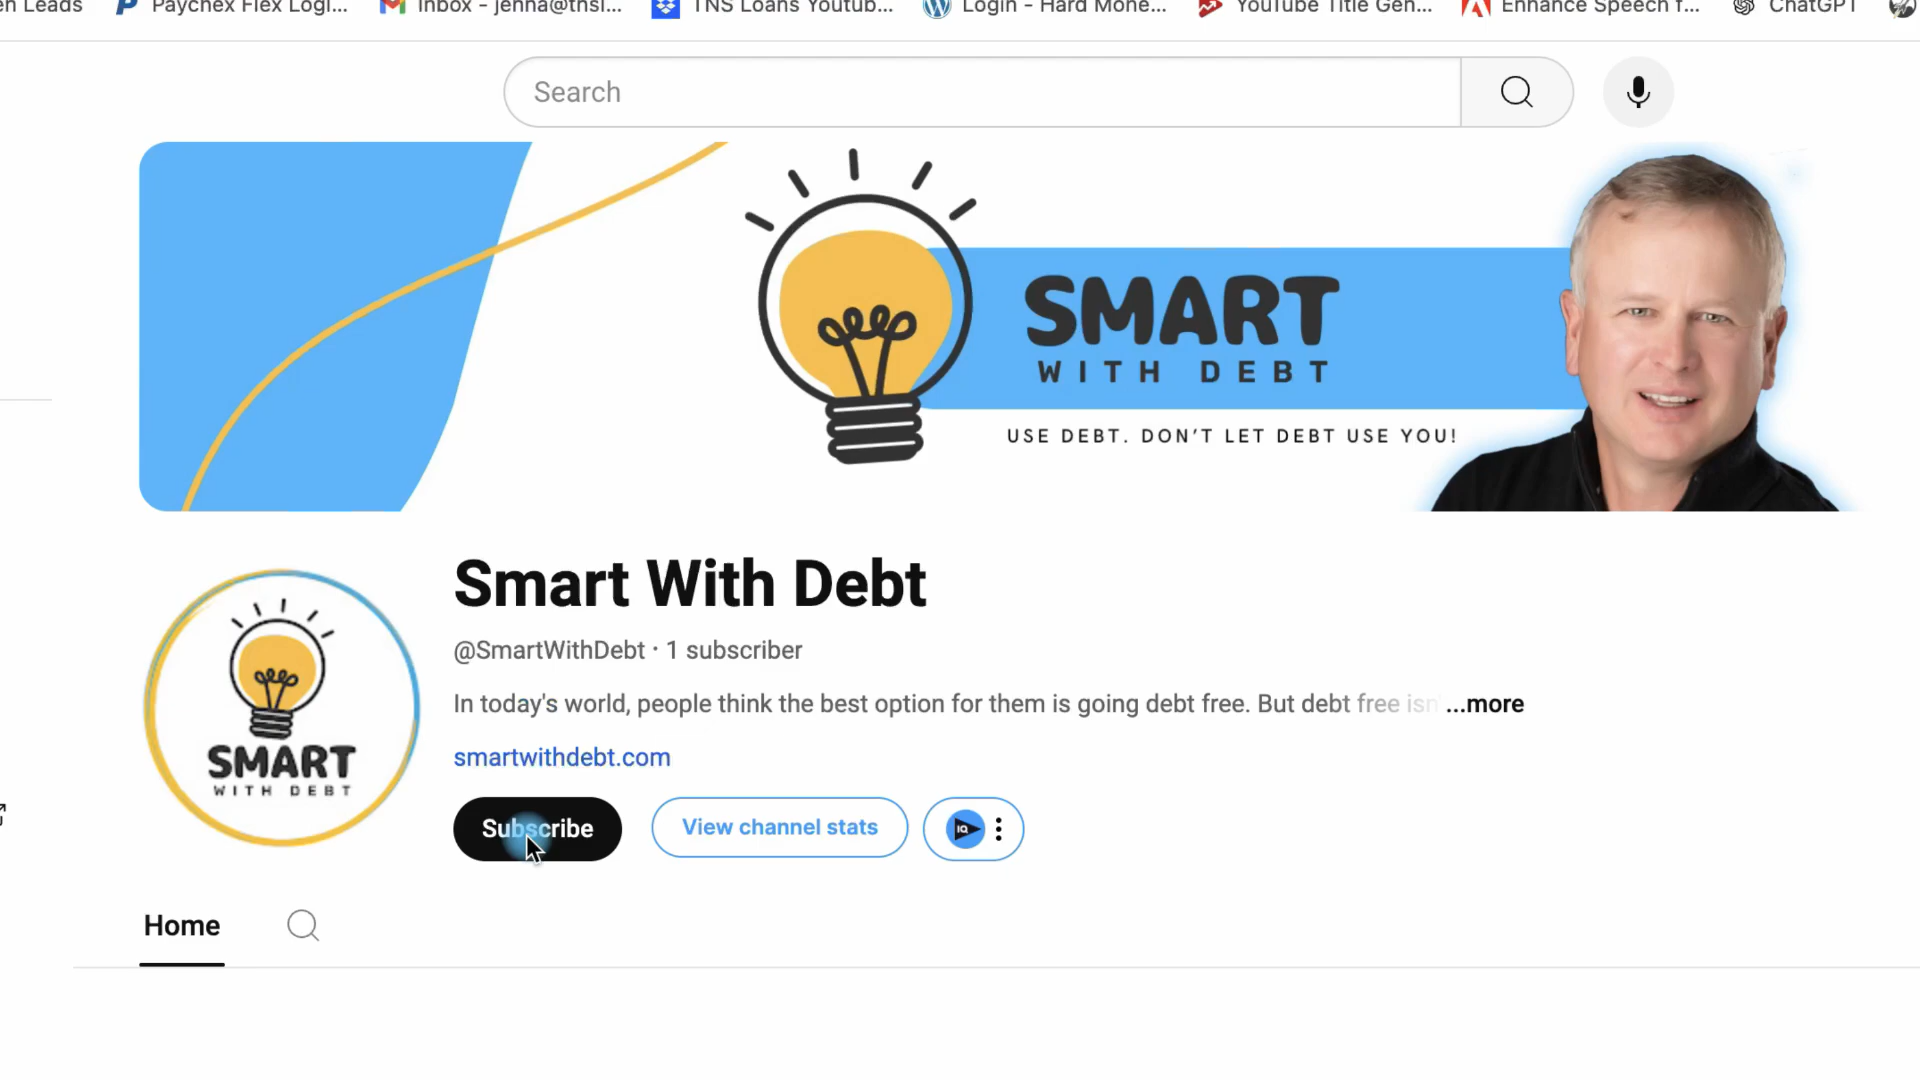 en Leads Paychex Flex Logi... Inbox - jenna@tnsl... TNS Loans Youtub... Login - Hard Mone... YouTube Title Gen... Enhance Speech f... ChatGPT
Search
SMART
WITH DEBT
USE DEBT. DON'T LET DEBT USE YOU!
Smart With Debt
@SmartWithDebt · 1 subscriber
In today's world, people think the best option for them is going debt free. But debt free isn ...more
smartwithdebt.com
SMART
WITH DEBT
Subscribe View channel stats IQ
Home